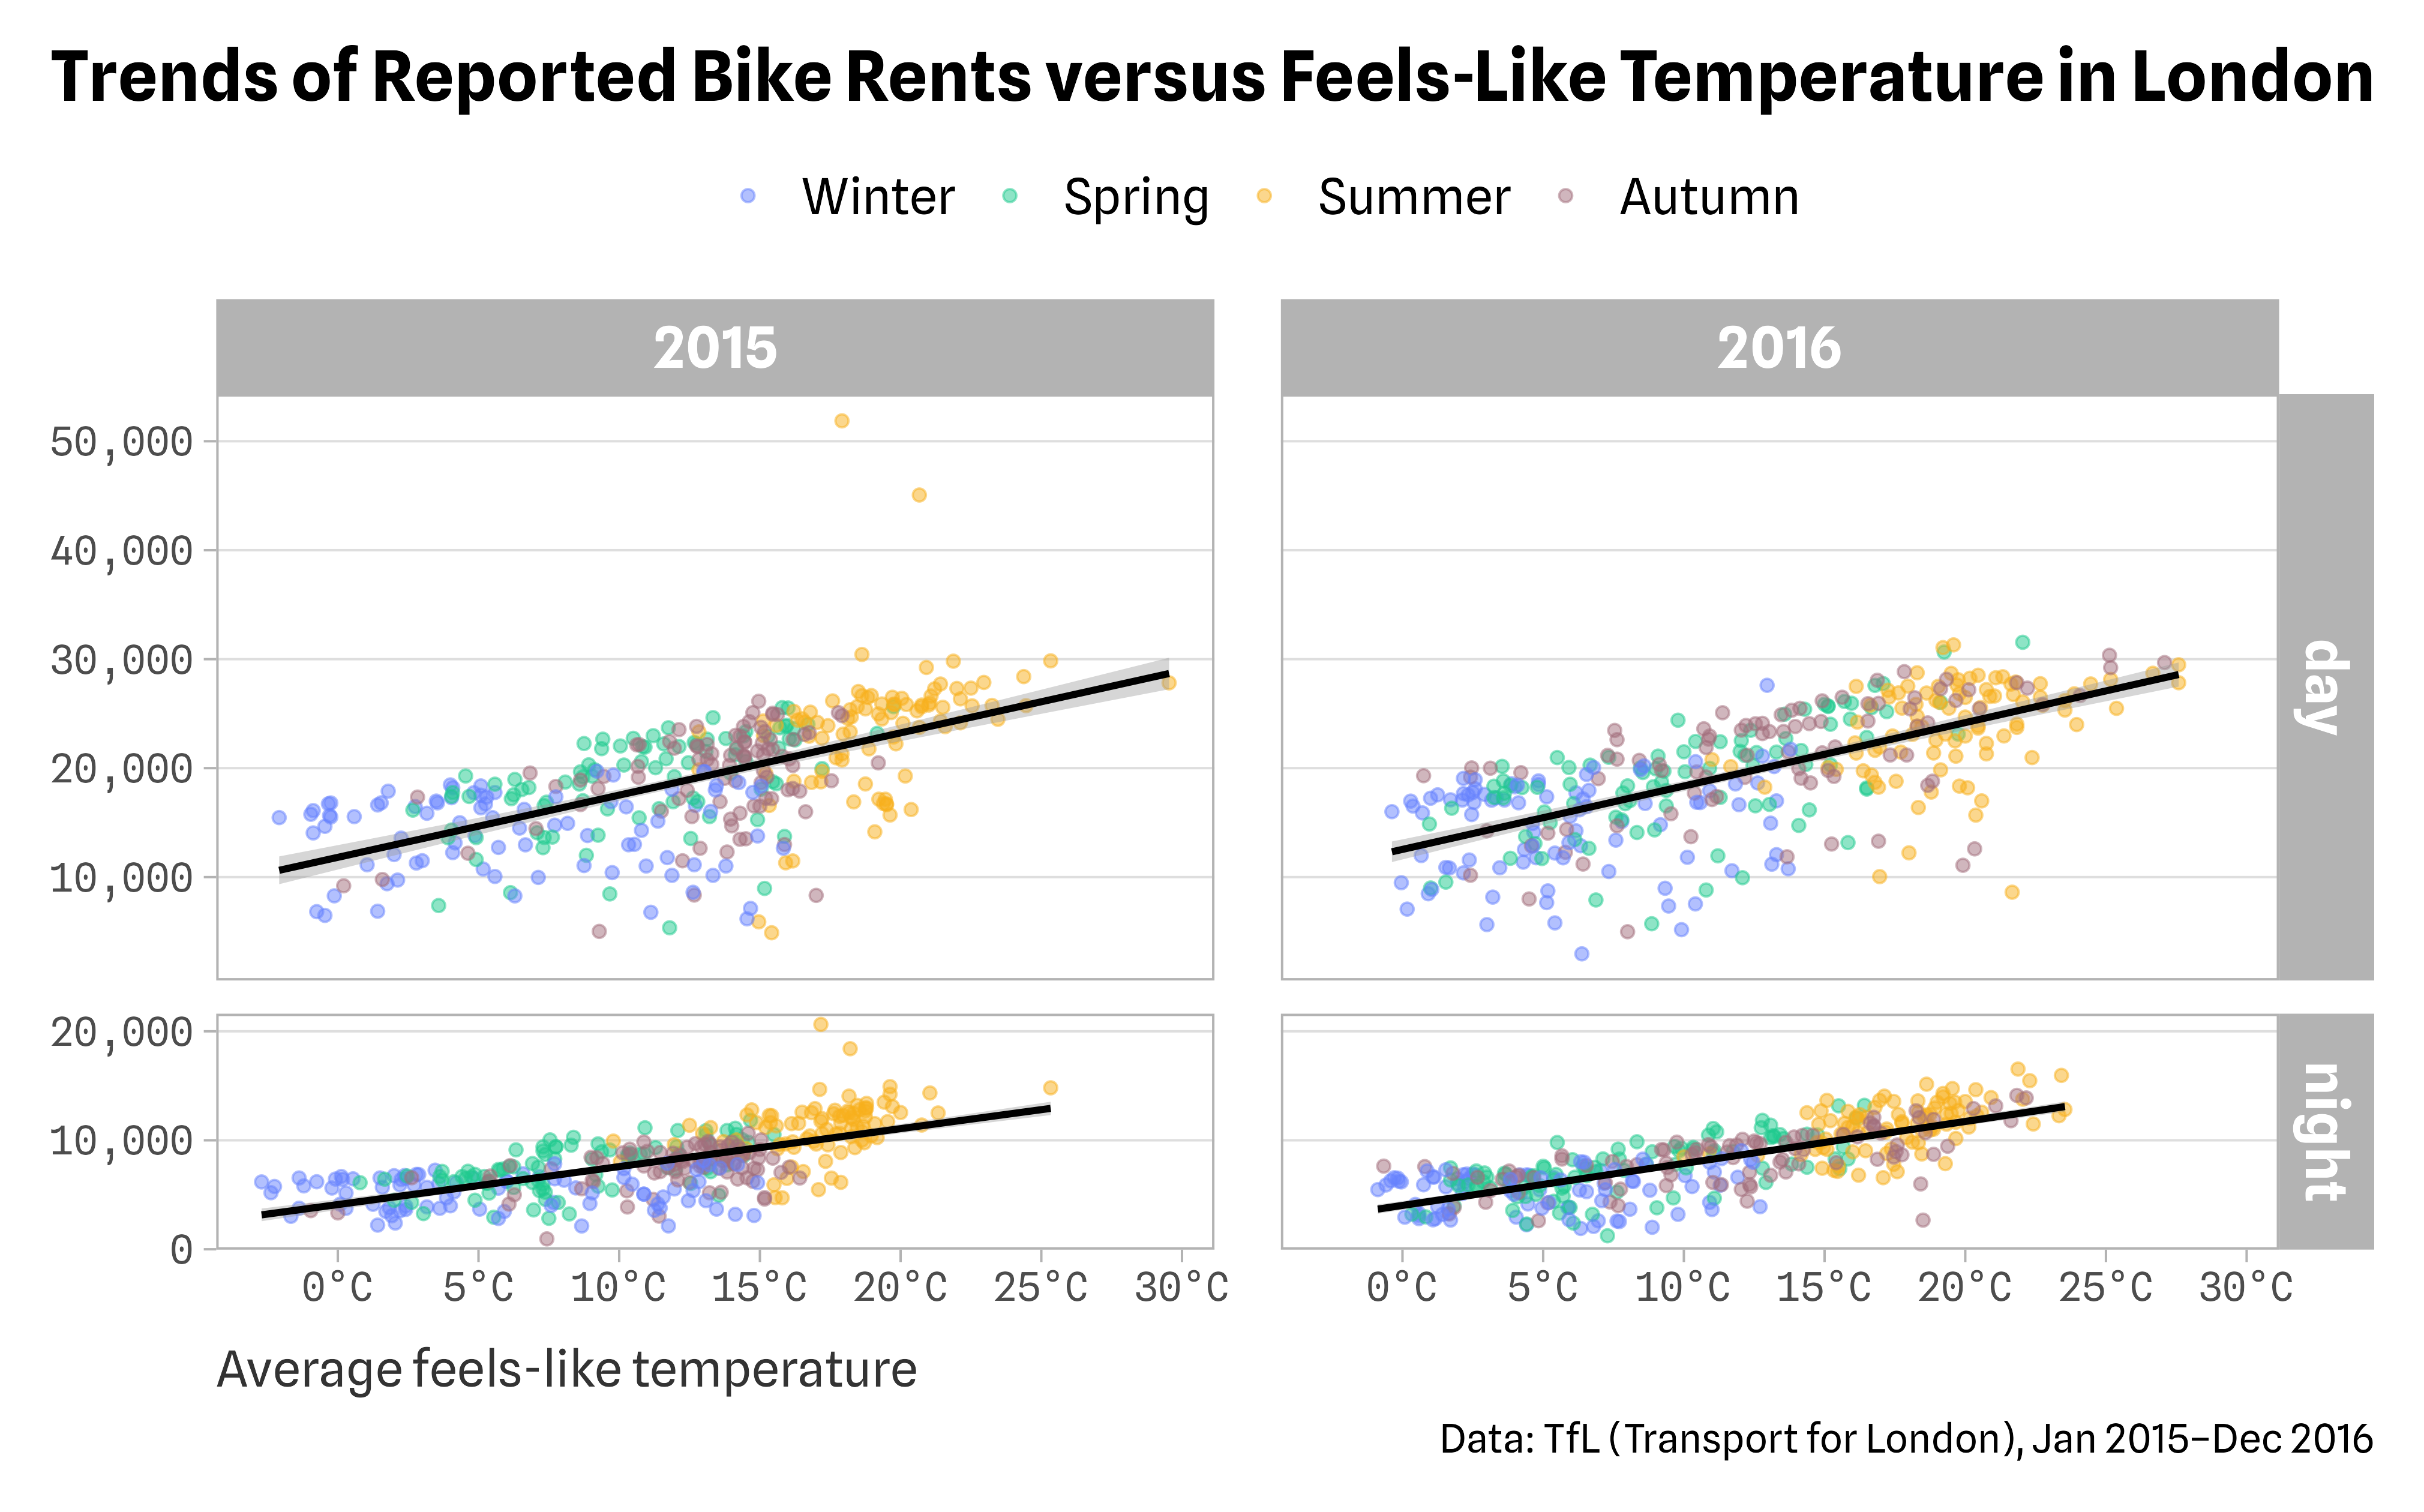 Trends of Reported Bike Rents versus Feels-Like Temperature in London
Winter Spring Summer Autumn
2015 2016
50,000
40,000
30,000
20,000
10,000
day
20,000
10,000
0
night
0°C 5°C 10°C 15°C 20°C 25°C 30°C 0°C 5°C 10°C 15°C 20°C 25°C 30°C
Average feels-like temperature
Data: TfL (Transport for London), Jan 2015–Dec 2016